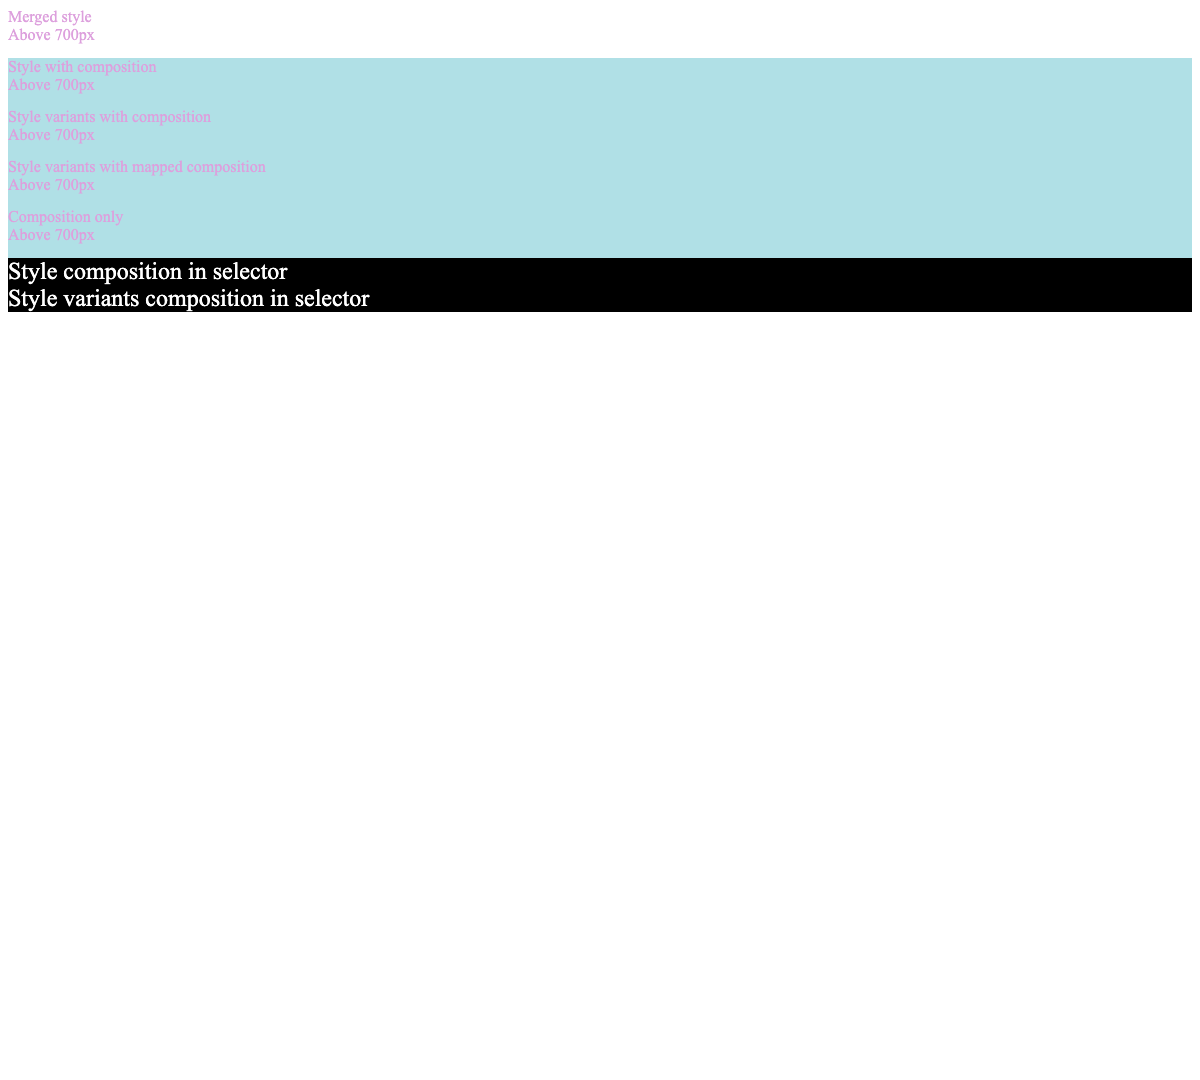 Merged style
Above 700px
Style with composition
Above 700px
Style variants with composition
Above 700px
Style variants with mapped composition
Above 700px
Composition only
Above 700px
Style composition in selector
Style variants composition in selector